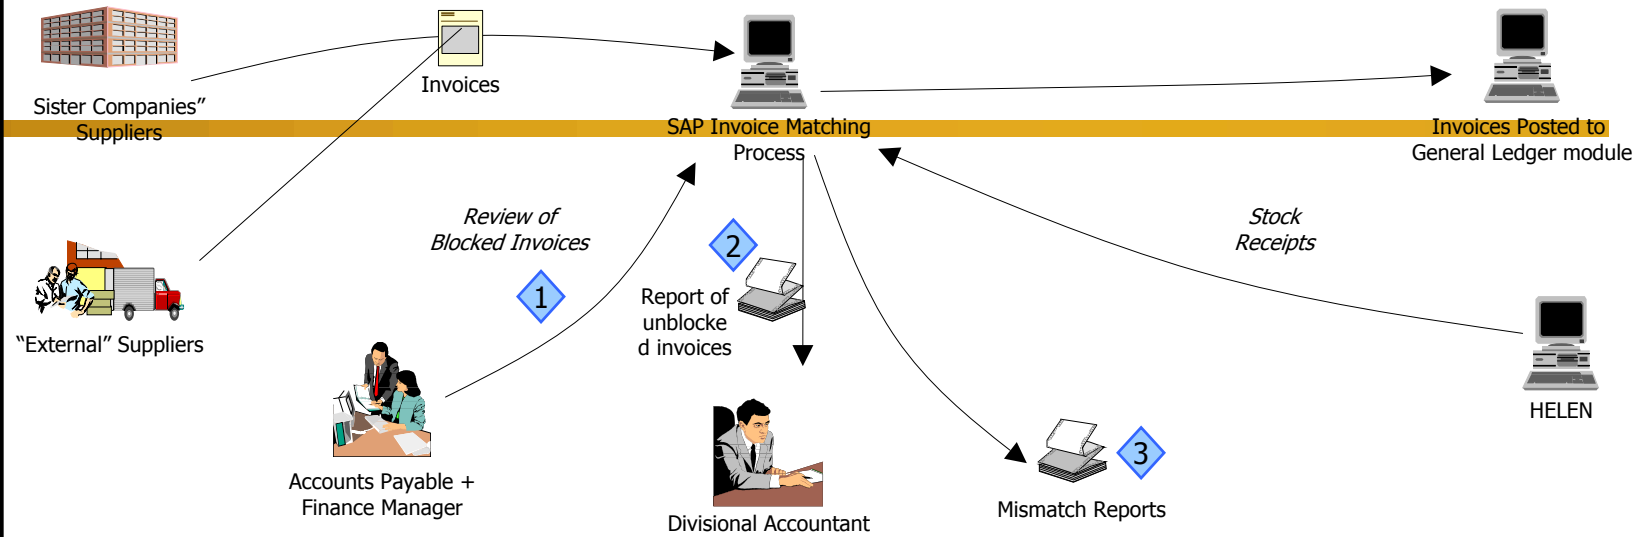 Sister Companies”
Suppliers
Invoices
SAP Invoice Matching
Process
Invoices Posted to
General Ledger module
“External” Suppliers
Review of
Blocked Invoices
1
2
Report of
unblocke
d invoices
Stock
Receipts
HELEN
Accounts Payable +
Finance Manager
Divisional Accountant
3
Mismatch Reports